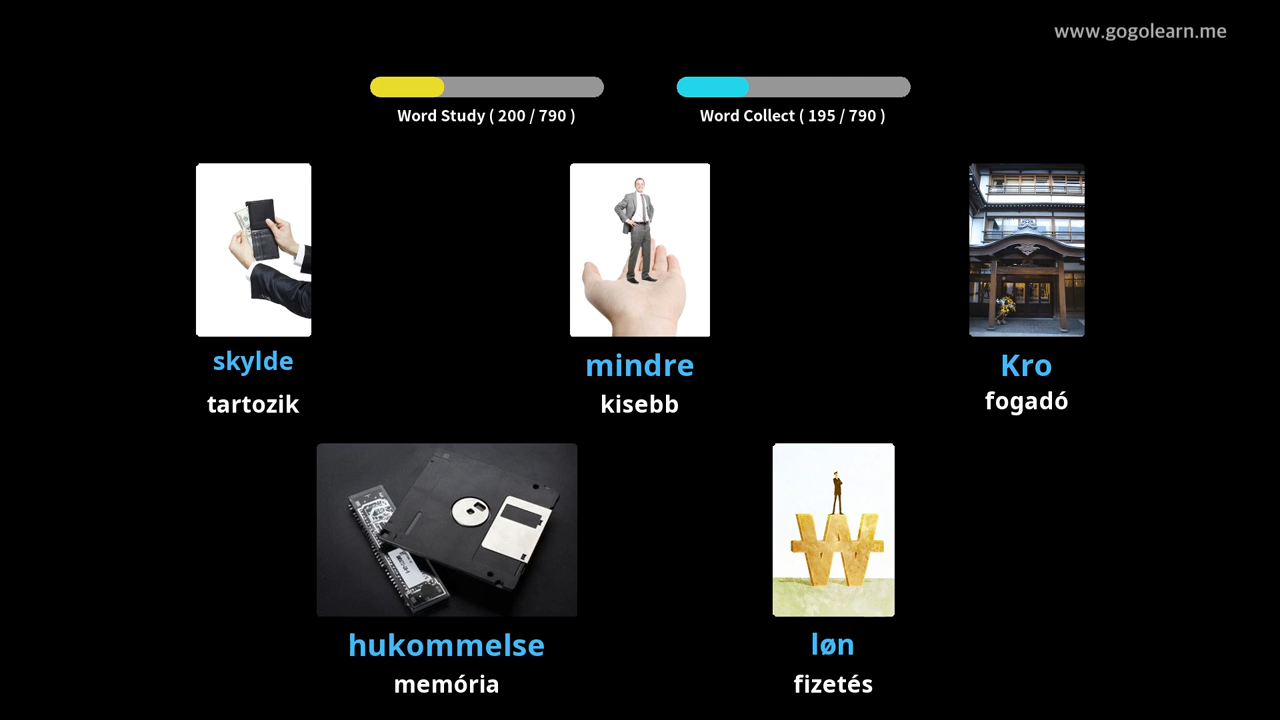 www.gogolearn.me
Word Study ( 200 / 790 )
Word Collect ( 195 / 790 )
skylde
tartozik
mindre
kisebb
Kro
fogadó
hukommelse
memória
løn
fizetés